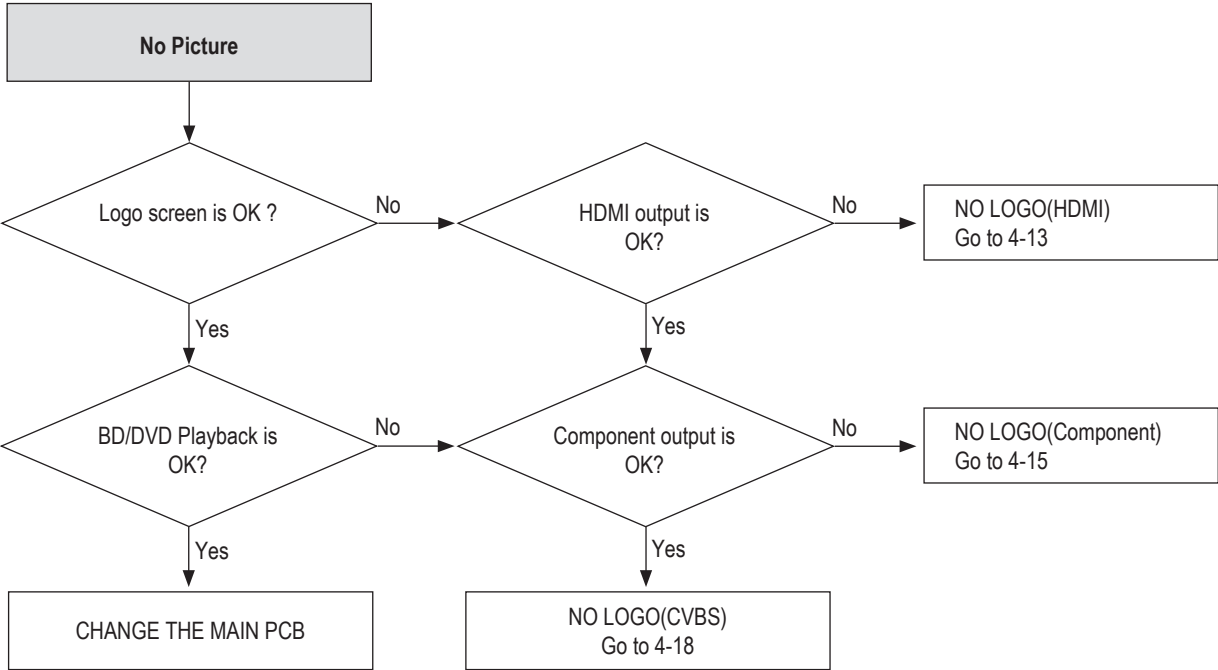 No Picture
Logo screen is OK ?
No
HDMI output is
OK?
No
NO LOGO(HDMI)
Go to 4-13
Yes
Yes
BD/DVD Playback is
OK?
No
Component output is
OK?
No
NO LOGO(Component)
Go to 4-15
Yes
Yes
CHANGE THE MAIN PCB
NO LOGO(CVBS)
Go to 4-18